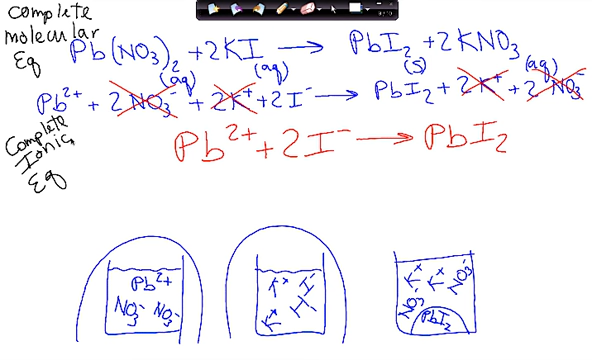 Complete
molecular
Eq
Pb(NO₃)₂ + 2KI → PbI₂ + 2KNO₃
(aq) (aq) (s) (aq)
Pb²⁺ + 2NO₃⁻ + 2K⁺ + 2I⁻ → PbI₂ + 2K⁺ + 2NO₃⁻
Complete
Ionic
Eq
Pb²⁺ + 2I⁻ → PbI₂
Pb²⁺
NO₃⁻ NO₃⁻
K⁺ I⁻
I⁻
K⁺
K⁺ K⁺ NO₃⁻
NO₃⁻
PbI₂